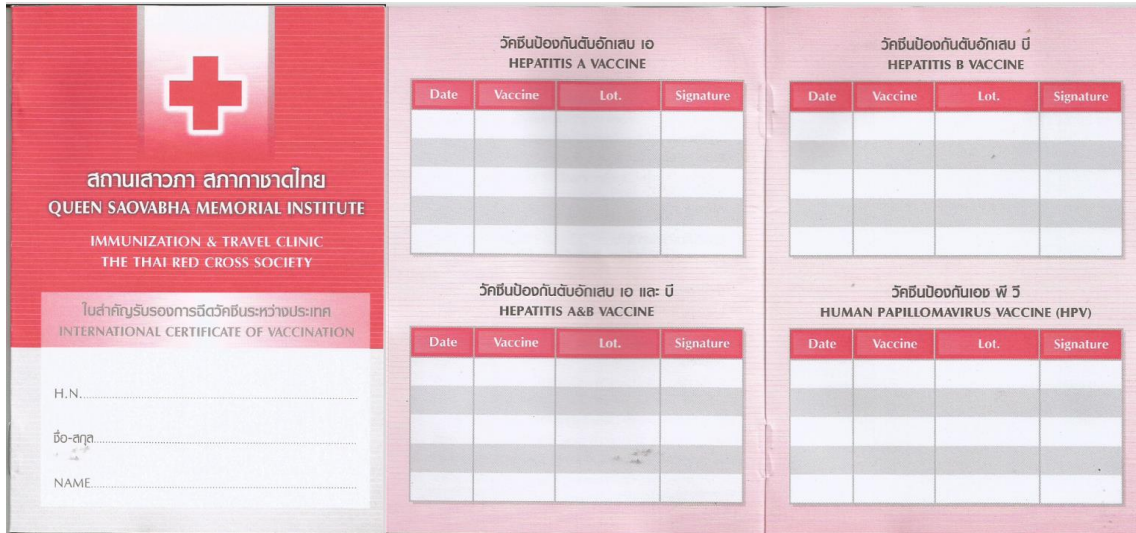 สถานเสาวภา สภากาชาดไทย
QUEEN SAOVABHA MEMORIAL INSTITUTE
IMMUNIZATION & TRAVEL CLINIC
THE THAI RED CROSS SOCIETY
ใบสำคัญรับรองการฉีดวัคซีนระหว่างประเทศ
INTERNATIONAL CERTIFICATE OF VACCINATION
H.N.
ชื่อ-สกุล
NAME
วัคซีนป้องกันตับอักเสบ เอ
HEPATITIS A VACCINE
Date Vaccine Lot. Signature
วัคซีนป้องกันตับอักเสบ เอ และ บี
HEPATITIS A&B VACCINE
Date Vaccine Lot. Signature
วัคซีนป้องกันตับอักเสบ บี
HEPATITIS B VACCINE
Date Vaccine Lot. Signature
วัคซีนป้องกันเอช พี วี
HUMAN PAPILLOMAVIRUS VACCINE (HPV)
Date Vaccine Lot. Signature